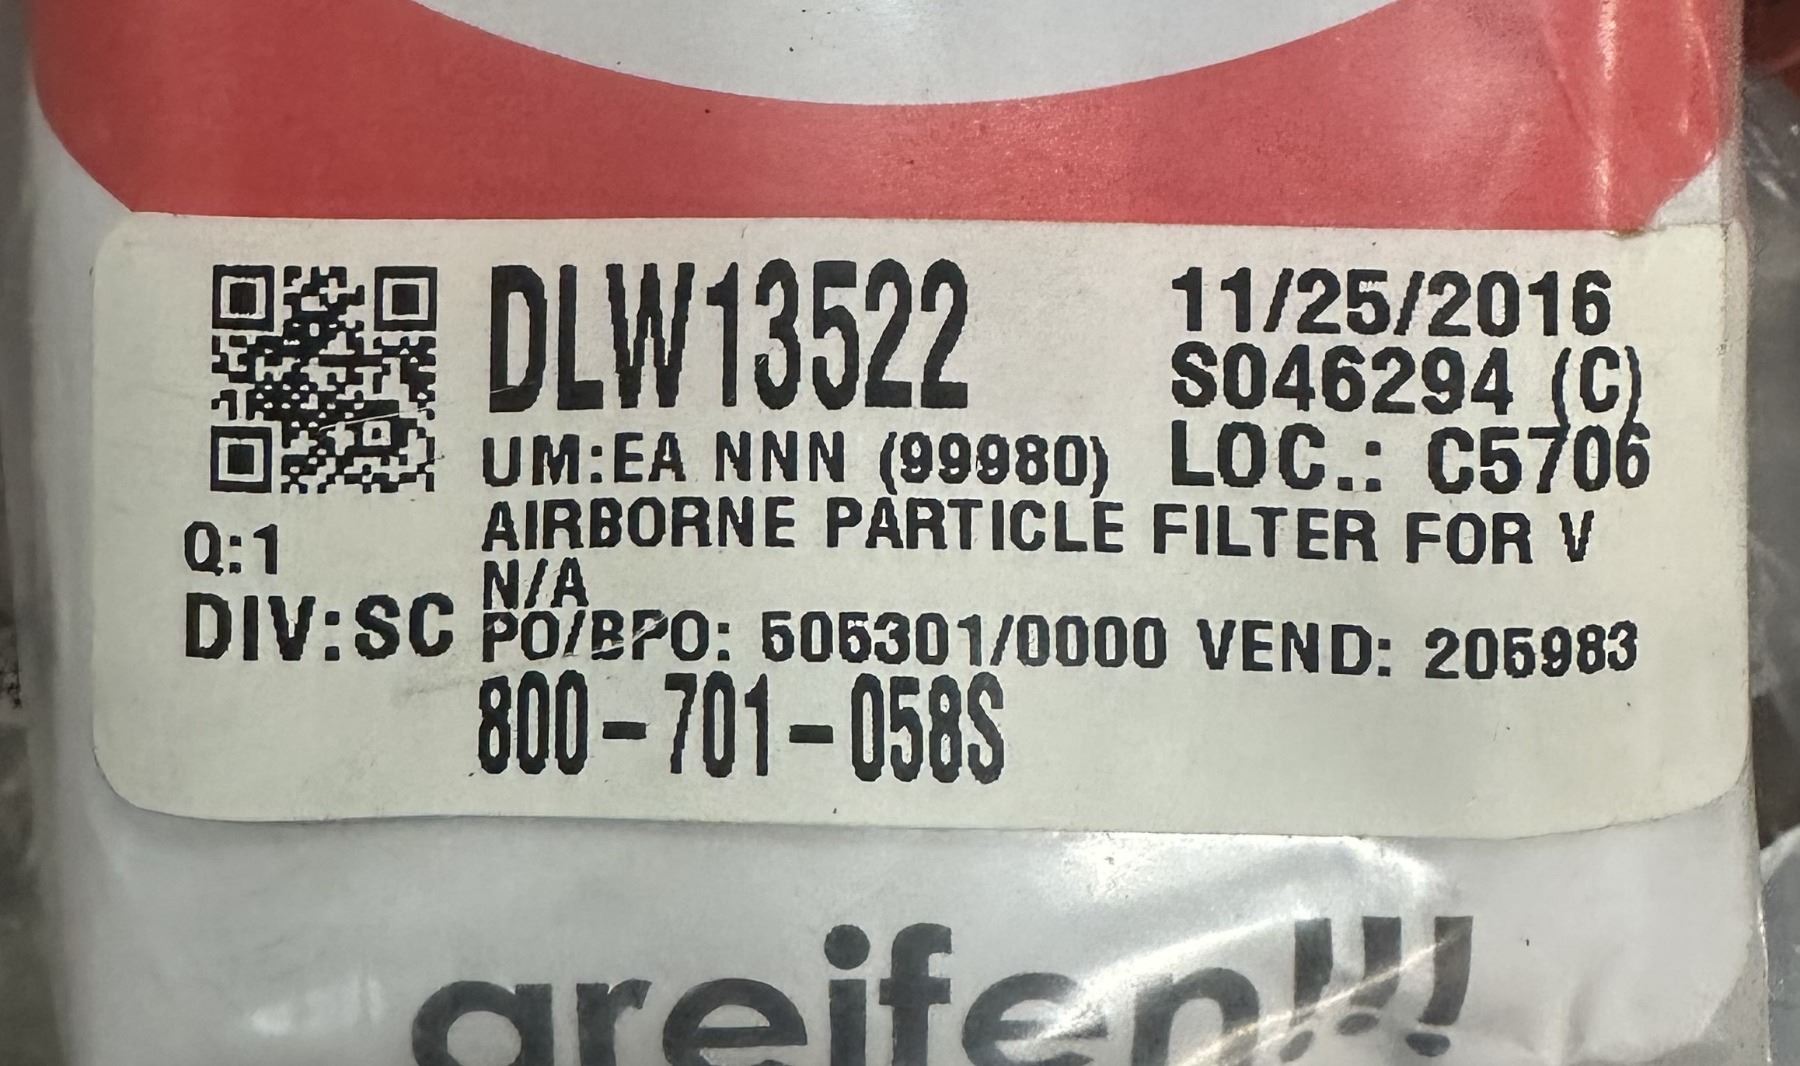 DLW13522
11/25/2016
S046294 (C)
UM:EA NNN (99980)
LOC.: C5706
AIRBORNE PARTICLE FILTER FOR V
Q:1
N/A
DIV:SC
PO/BPO: 505301/0000 VEND: 205983
800-701-058S
greifen!!!